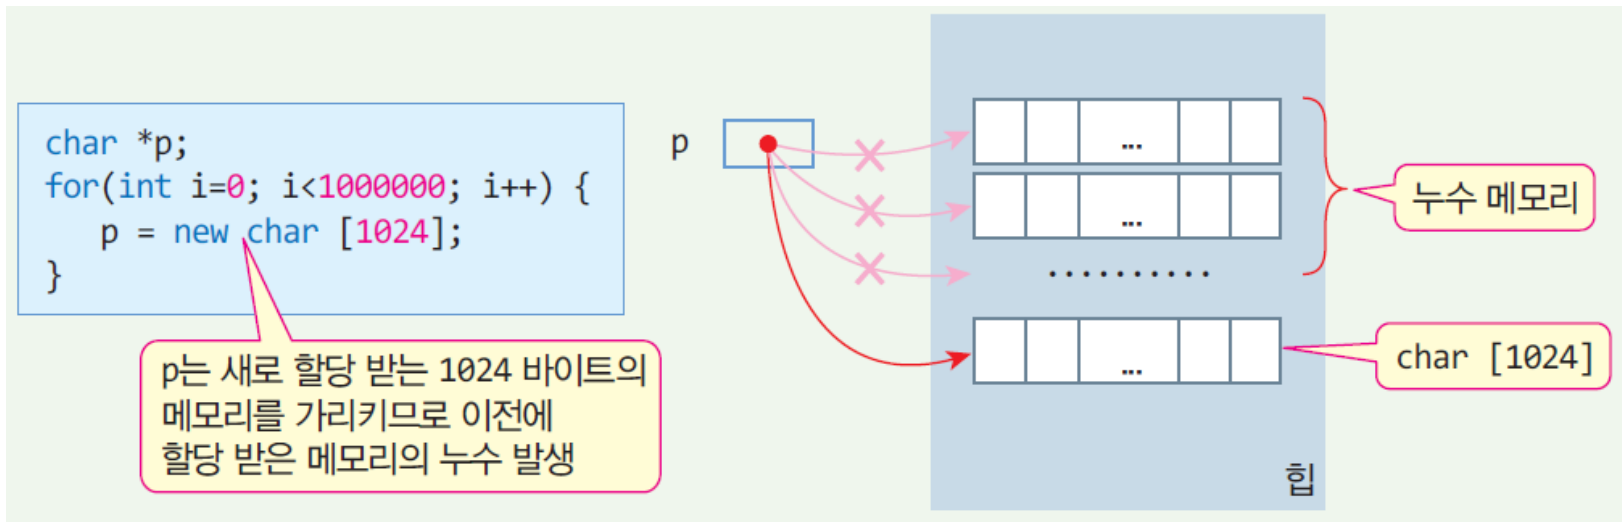 char *p;
for(int i=0; i<1000000; i++) {
p = new char [1024];
}
p는 새로 할당 받는 1024 바이트의
메모리를 가리키므로 이전에
할당 받은 메모리의 누수 발생
p
...
...
..........
...
누수 메모리
char [1024]
힙